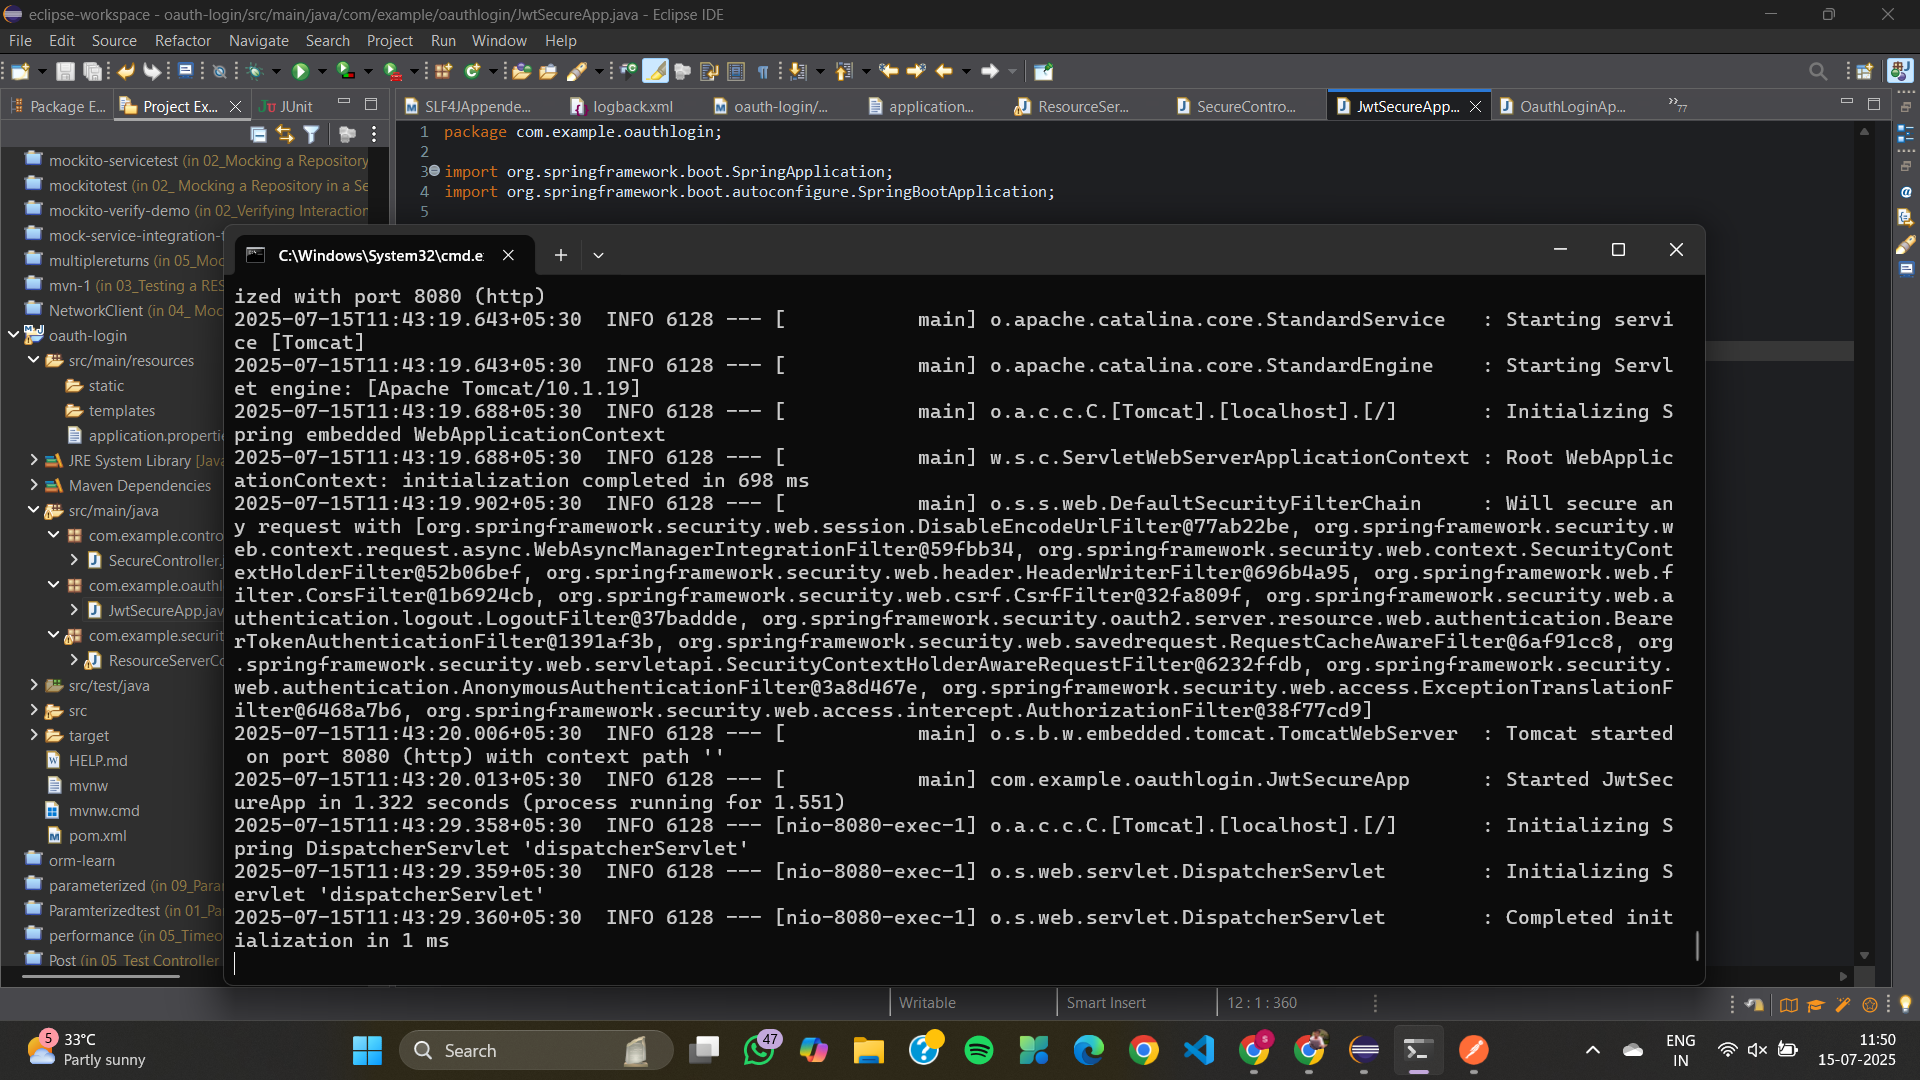 eclipse-workspace - oauth-login/src/main/java/com/example/oauthlogin/JwtSecureApp.java - Eclipse IDE
File Edit Source Refactor Navigate Search Project Run Window Help
Package E... Project Ex... JUnit
SLF4JAppende... logback.xml oauth-login/... application... ResourceSer... SecureContro... JwtSecureApp... OauthLoginAp... »77
1 package com.example.oauthlogin;
2
3 import org.springframework.boot.SpringApplication;
4 import org.springframework.boot.autoconfigure.SpringBootApplication;
5
mockito-servicetest (in 02_Mocking a Repository
mockitotest (in 02_ Mocking a Repository in a Se
mockito-verify-demo (in 02_Verifying Interaction
mock-service-integration-t
multiplereturns (in 05_Moc
mvn-1 (in 03_Testing a RES
NetworkClient (in 04_ Moc
oauth-login
src/main/resources
static
templates
application.properti
JRE System Library [Java
Maven Dependencies
src/main/java
com.example.contro
SecureController.
com.example.oauthl
JwtSecureApp.jav
com.example.securit
ResourceServerCo
src/test/java
src
target
HELP.md
mvnw
mvnw.cmd
pom.xml
orm-learn
parameterized (in 09_Para
Paramterizedtest (in 01_Pa
performance (in 05_Timeo
Post (in 05 Test Controller
C:\Windows\System32\cmd.e
ized with port 8080 (http)
2025-07-15T11:43:19.643+05:30  INFO 6128 --- [           main] o.apache.catalina.core.StandardService   : Starting servi
ce [Tomcat]
2025-07-15T11:43:19.643+05:30  INFO 6128 --- [           main] o.apache.catalina.core.StandardEngine    : Starting Servl
et engine: [Apache Tomcat/10.1.19]
2025-07-15T11:43:19.688+05:30  INFO 6128 --- [           main] o.a.c.c.C.[Tomcat].[localhost].[/]       : Initializing S
pring embedded WebApplicationContext
2025-07-15T11:43:19.688+05:30  INFO 6128 --- [           main] w.s.c.ServletWebServerApplicationContext : Root WebApplic
ationContext: initialization completed in 698 ms
2025-07-15T11:43:19.902+05:30  INFO 6128 --- [           main] o.s.s.web.DefaultSecurityFilterChain     : Will secure an
y request with [org.springframework.security.web.session.DisableEncodeUrlFilter@77ab22be, org.springframework.security.w
eb.context.request.async.WebAsyncManagerIntegrationFilter@59fbb34, org.springframework.security.web.context.SecurityCont
extHolderFilter@52b06bef, org.springframework.security.web.header.HeaderWriterFilter@696b4a95, org.springframework.web.f
ilter.CorsFilter@1b6924cb, org.springframework.security.web.csrf.CsrfFilter@32fa809f, org.springframework.security.web.a
uthentication.logout.LogoutFilter@37baddde, org.springframework.security.oauth2.server.resource.web.authentication.Beare
rTokenAuthenticationFilter@1391af3b, org.springframework.security.web.savedrequest.RequestCacheAwareFilter@6af91cc8, org
.springframework.security.web.servletapi.SecurityContextHolderAwareRequestFilter@6232ffdb, org.springframework.security.
web.authentication.AnonymousAuthenticationFilter@3a8d467e, org.springframework.security.web.access.ExceptionTranslationF
ilter@6468a7b6, org.springframework.security.web.access.intercept.AuthorizationFilter@38f77cd9]
2025-07-15T11:43:20.006+05:30  INFO 6128 --- [           main] o.s.b.w.embedded.tomcat.TomcatWebServer  : Tomcat started
 on port 8080 (http) with context path ''
2025-07-15T11:43:20.013+05:30  INFO 6128 --- [           main] com.example.oauthlogin.JwtSecureApp      : Started JwtSec
ureApp in 1.322 seconds (process running for 1.551)
2025-07-15T11:43:29.358+05:30  INFO 6128 --- [nio-8080-exec-1] o.a.c.c.C.[Tomcat].[localhost].[/]       : Initializing S
pring DispatcherServlet 'dispatcherServlet'
2025-07-15T11:43:29.359+05:30  INFO 6128 --- [nio-8080-exec-1] o.s.web.servlet.DispatcherServlet        : Initializing S
ervlet 'dispatcherServlet'
2025-07-15T11:43:29.360+05:30  INFO 6128 --- [nio-8080-exec-1] o.s.web.servlet.DispatcherServlet        : Completed init
ialization in 1 ms
Writable Smart Insert 12 : 1 : 360
5 33°C
Partly sunny
Search
47
ENG
IN
11:50
15-07-2025